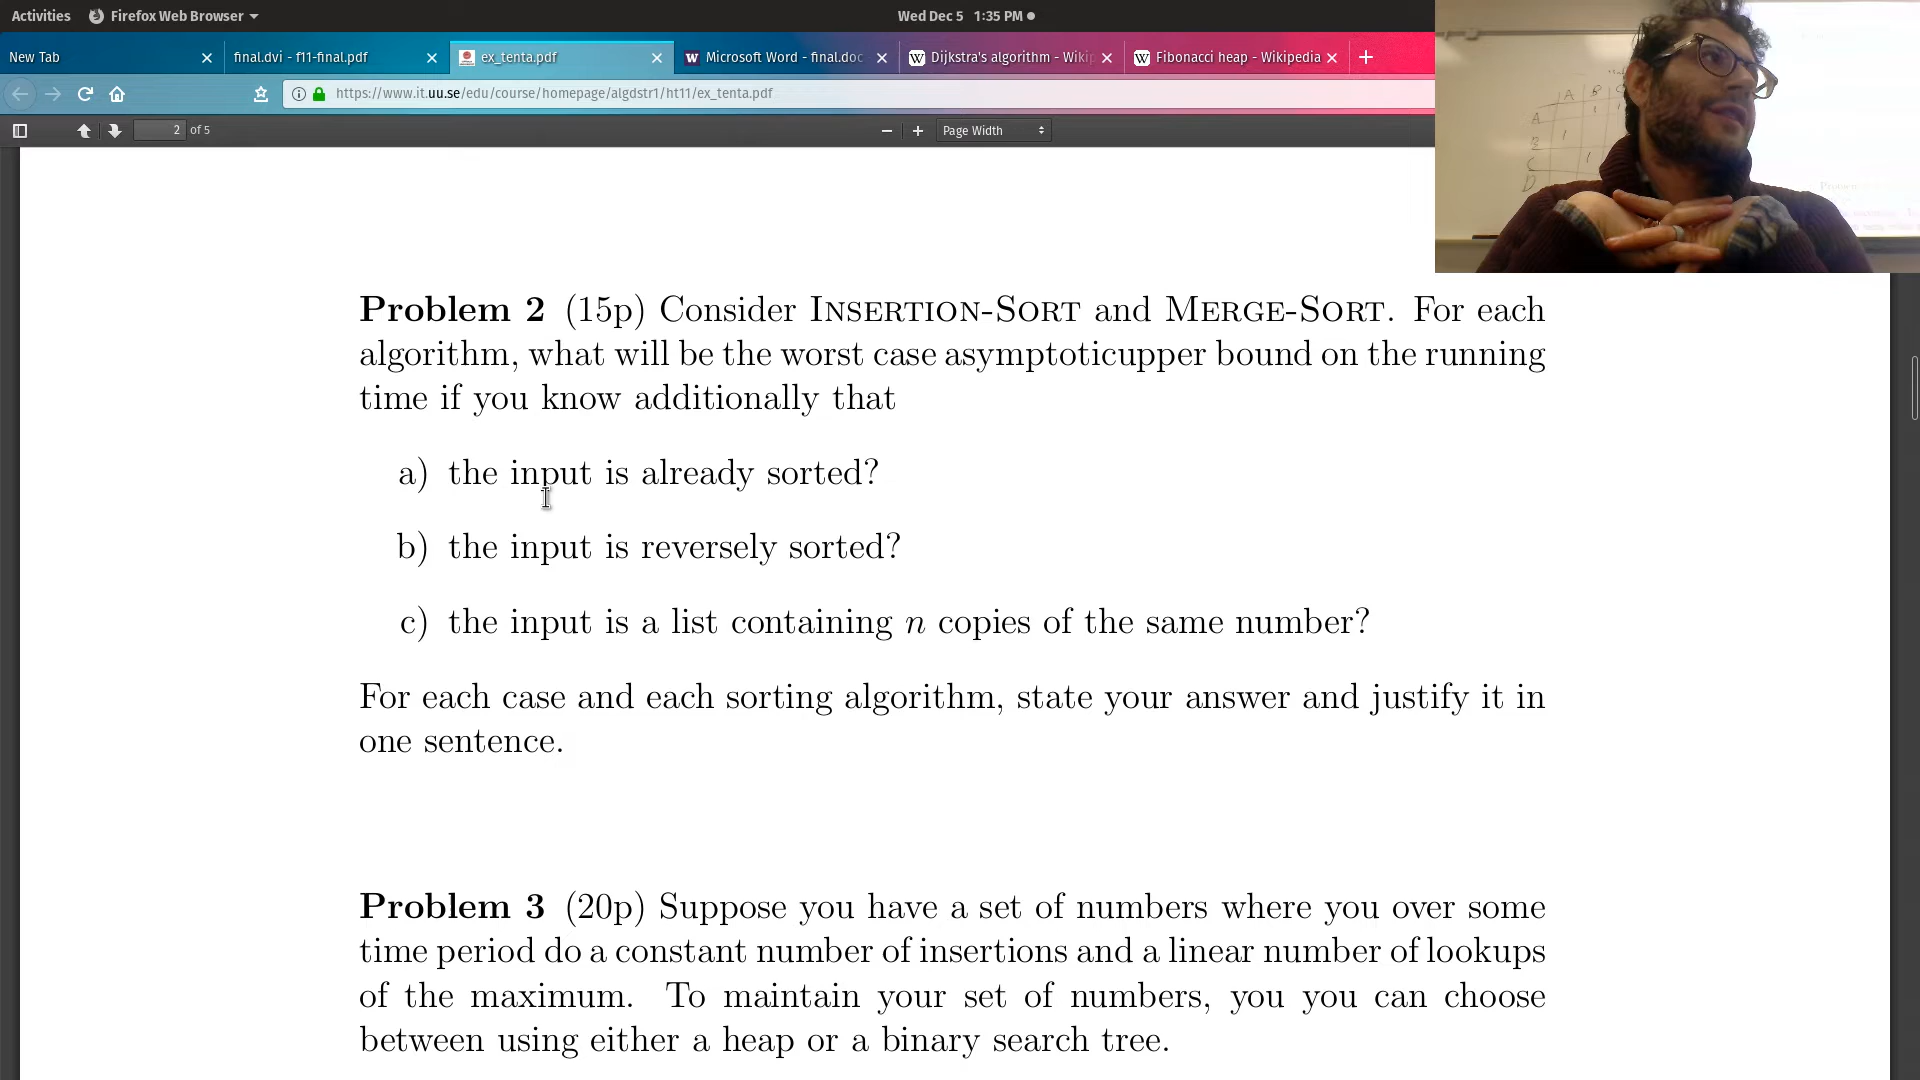 Activities Firefox Web Browser Wed Dec 5 1:35 PM
New Tab final.dvi - f11-final.pdf ex_tenta.pdf Microsoft Word - final.doc Dijkstra's algorithm - Wikip Fibonacci heap - Wikipedia
https://www.it.uu.se/edu/course/homepage/algdstr1/ht11/ex_tenta.pdf
2 of 5 Page Width
A B
A 1
B 1
C 1
D
Problem 2 (15p) Consider INSERTION-SORT and MERGE-SORT. For each
algorithm, what will be the worst case asymptoticupper bound on the running
time if you know additionally that
a) the input is already sorted?
b) the input is reversely sorted?
c) the input is a list containing n copies of the same number?
For each case and each sorting algorithm, state your answer and justify it in
one sentence.
Problem 3 (20p) Suppose you have a set of numbers where you over some
time period do a constant number of insertions and a linear number of lookups
of the maximum. To maintain your set of numbers, you you can choose
between using either a heap or a binary search tree.